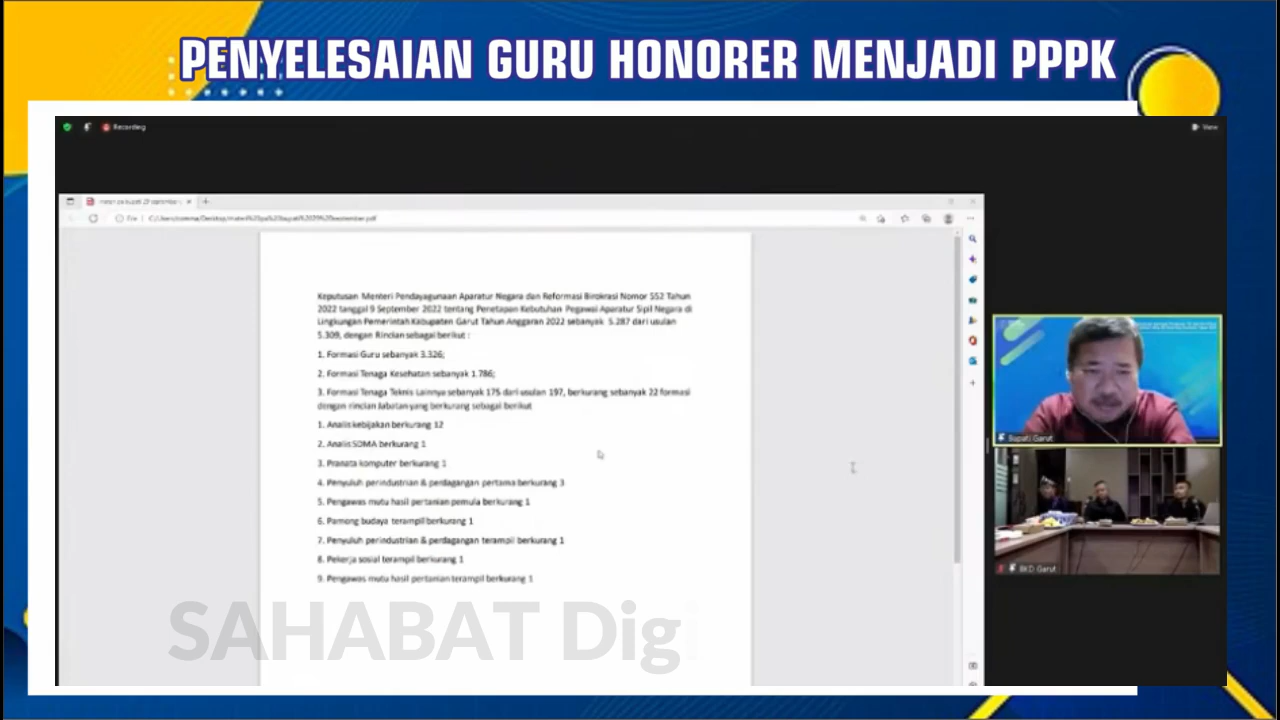 PENYELESAIAN GURU HONORER MENJADI PPPK
Recording
View
Keputusan Menteri Pendayagunaan Aparatur Negara dan Reformasi Birokrasi Nomor 552 Tahun
2022 tanggal 9 September 2022 tentang Penetapan Kebutuhan Pegawai Aparatur Sipil Negara di
Lingkungan Pemerintah Kabupaten Garut Tahun Anggaran 2022 sebanyak 5.287 dari usulan
5.309, dengan Rincian sebagai berikut :
1. Formasi Guru sebanyak 3.326;
2. Formasi Tenaga Kesehatan sebanyak 1.786;
3. Formasi Tenaga Teknis Lainnya sebanyak 175 dari usulan 197, berkurang sebanyak 22 formasi
dengan rincian Jabatan yang berkurang sebagai berikut
1. Analis kebijakan berkurang 12
2. Analis SDMA berkurang 1
3. Pranata komputer berkurang 1
4. Penyuluh perindustrian & perdagangan pertama berkurang 3
5. Pengawas mutu hasil pertanian pemula berkurang 1
6. Pamong budaya terampil berkurang 1
7. Penyuluh perindustrian & perdagangan terampil berkurang 1
8. Pekerja sosial terampil berkurang 1
9. Pengawas mutu hasil pertanian terampil berkurang 1
Bupati Garut
BKD Garut
SAHABAT Digi